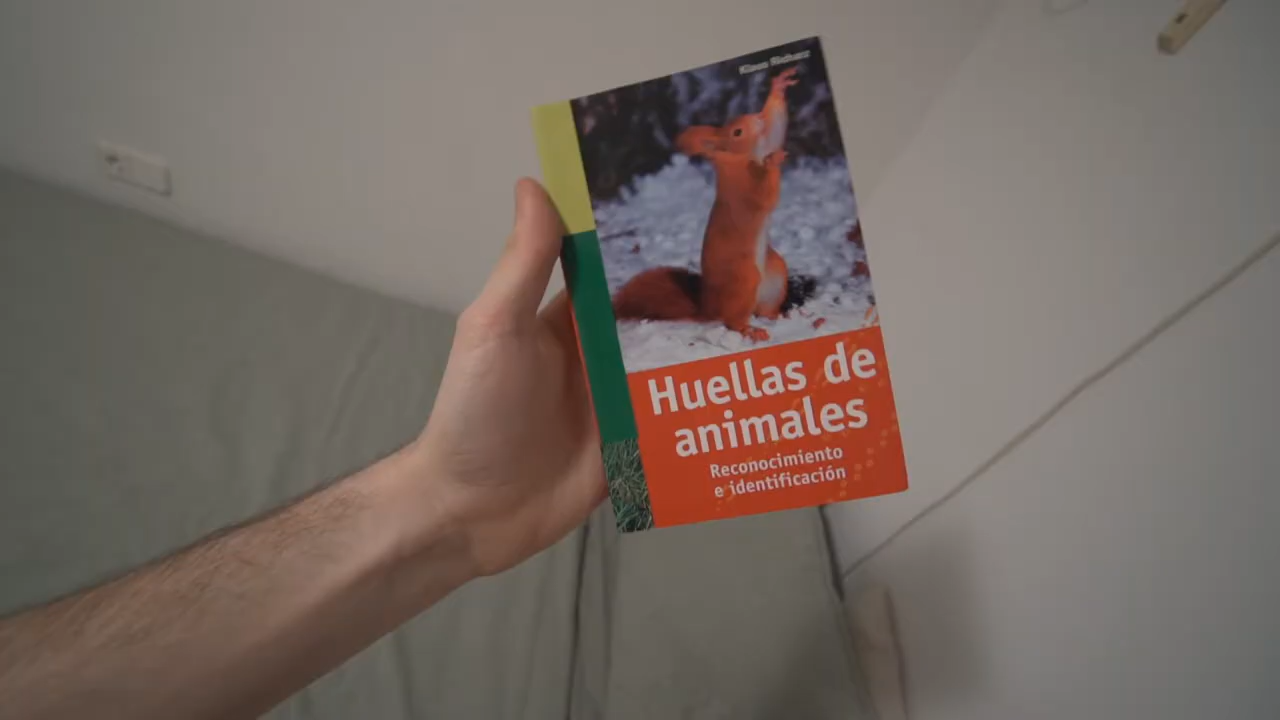 Huellas de
animales
Reconocimiento
e identificación